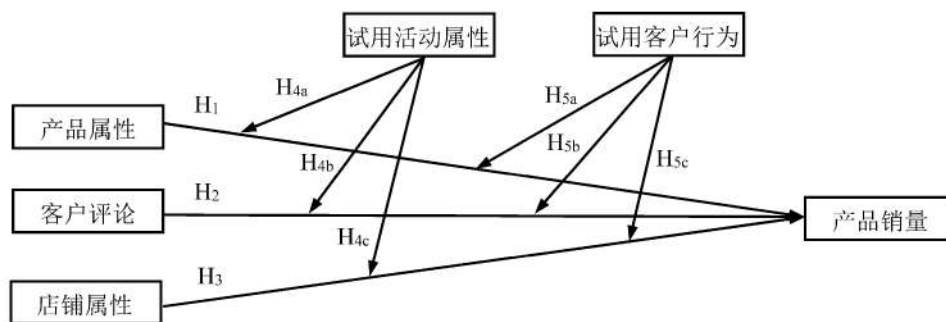 试用活动属性
试用客户行为
H4a
H5a
H1
产品属性
H5b
H4b
H5c
H2
客户评论
产品销量
H4c
H3
店铺属性